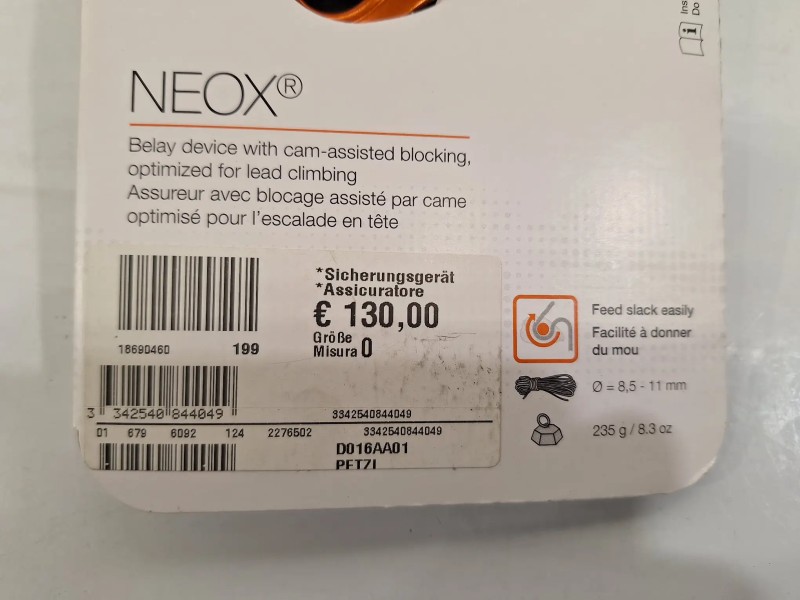 NEOX®
Belay device with cam-assisted blocking,
optimized for lead climbing
Assureur avec blocage assisté par came
optimisé pour l'escalade en tête
*Sicherungsgerät
*Assicuratore
€ 130,00
Größe
Misura 0
18690460 199
3 342540 844049
3342540844049
01 679 6092 124 2276502 3342540844049
D016AA01
PETZL
Feed slack easily
Facilité à donner
du mou
Ø = 8,5 - 11 mm
235 g / 8.3 oz
Ins
Do
i